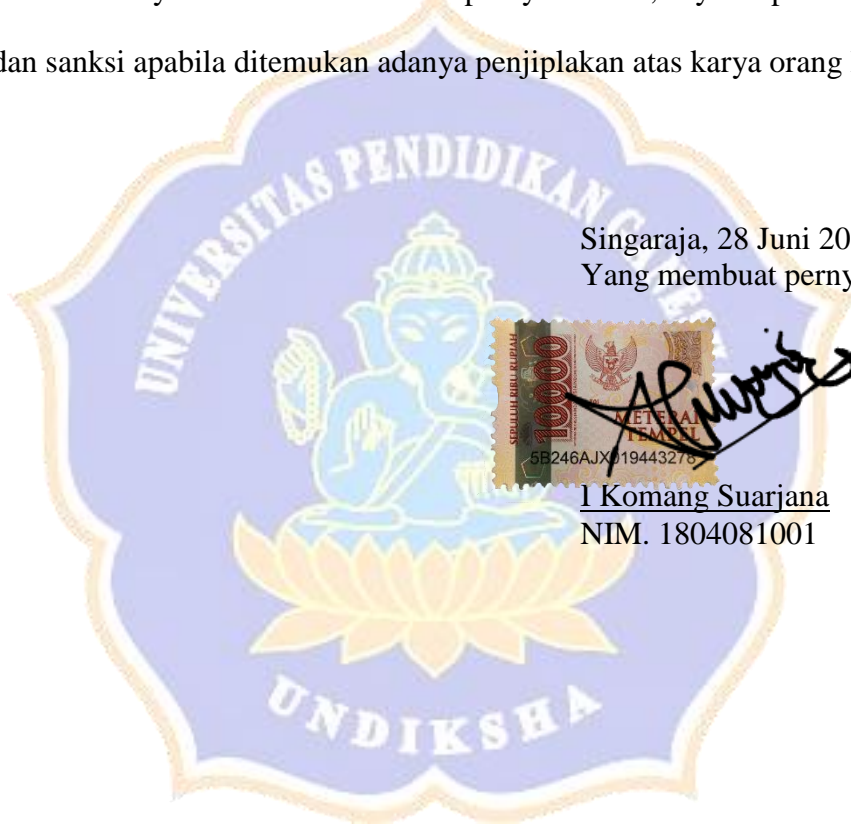 dan sanksi apabila ditemukan adanya penjiplakan atas karya orang
UNIVERSITAS PENDIDIKAN
Singaraja, 28 Juni 20
Yang membuat perny
SEPULUH RIBU RUPIAH
10000
METERAI
TEMPEL
5B246AJX019443278
I Komang Suarjana
NIM. 1804081001
UNDIKSHA